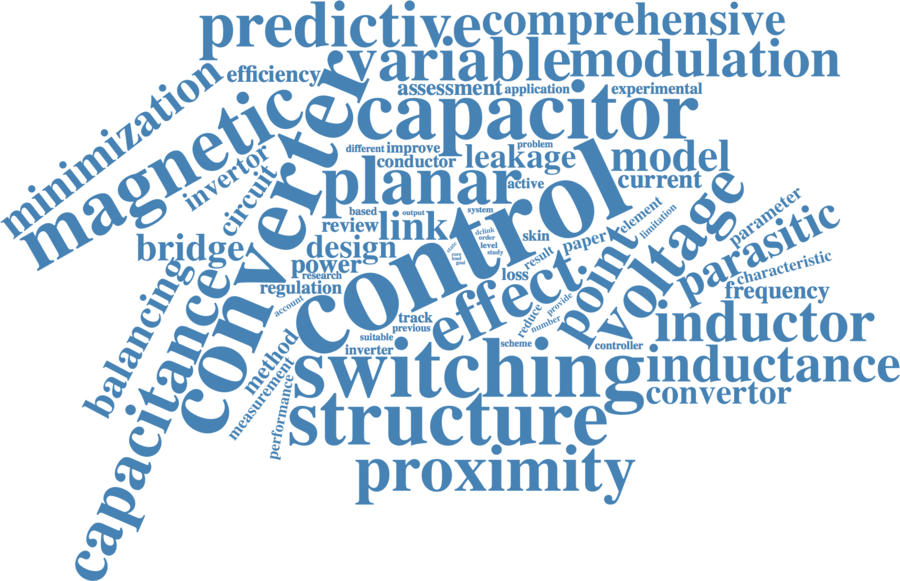 predictive
comprehensive
variable
modulation
efficiency
assessment
application
experimental
minimization
magnetic
converter
capacitor
different
improve
problem
conductor
leakage
model
invertor
circuit
planar
active
current
control
based
output
system
review
link
dclink
order
level
study
skin
paper
element
limitation
voltage
parameter
parasitic
characteristic
bridge
design
power
research
regulation
state
goal
loss
result
point
frequency
balancing
capacitance
account
effect
track
previous
suitable
inverter
reduce
provide
number
scheme
controller
inductor
method
measurement
performance
switching
inductance
convertor
structure
proximity